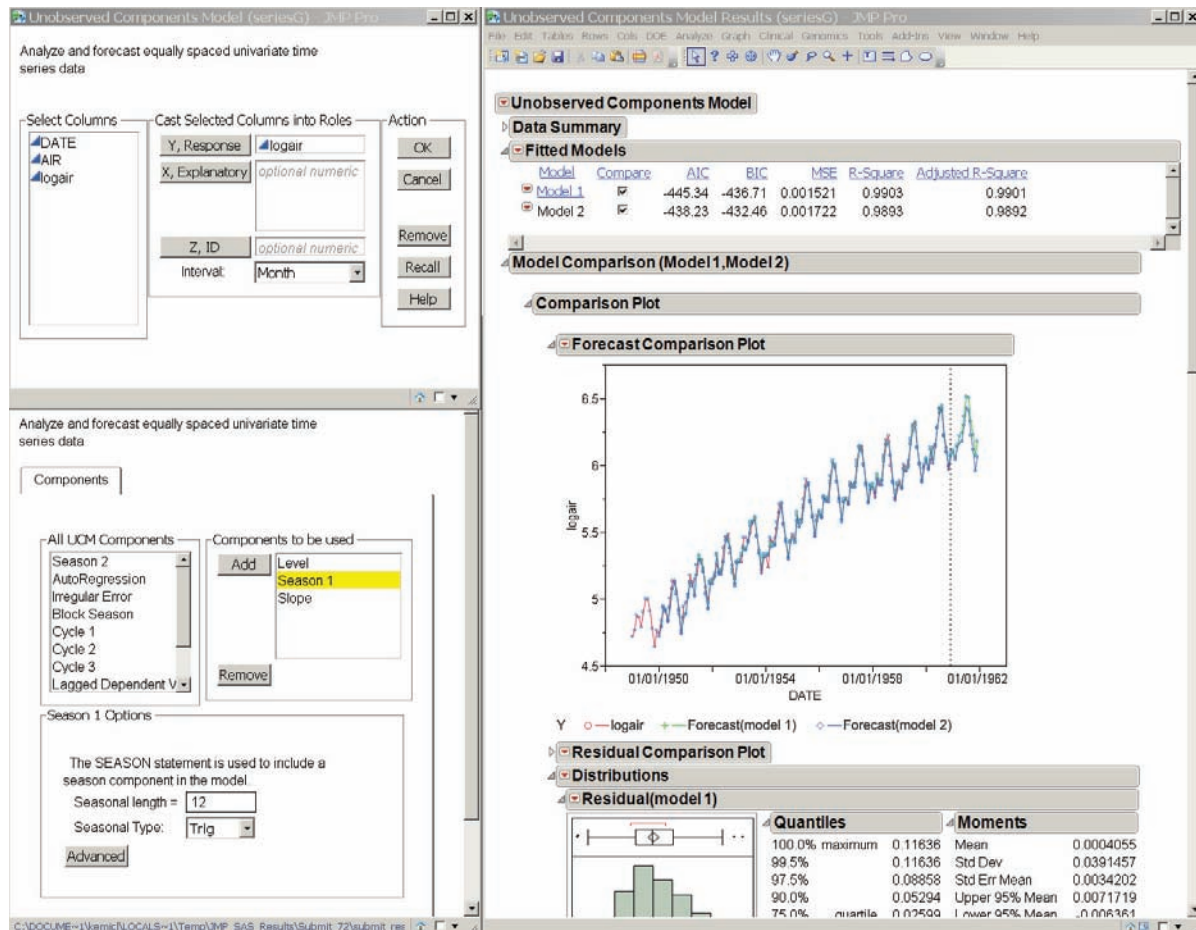 Unobserved Components Model (seriesG) - JMP Pro
Analyze and forecast equally spaced univariate time
series data
Select Columns
DATE
AIR
logair
Cast Selected Columns into Roles
Y, Response
logair
X, Explanatory
optional numeric
Z, ID
optional numeric
Interval:
Month
Action
OK
Cancel
Remove
Recall
Help
Analyze and forecast equally spaced univariate time
series data
Components
All UCM Components
Season 2
AutoRegression
Irregular Error
Block Season
Cycle 1
Cycle 2
Cycle 3
Lagged Dependent V
Components to be used
Add
Level
Season 1
Slope
Remove
Season 1 Options
The SEASON statement is used to include a
season component in the model.
Seasonal length = 12
Seasonal Type: Trig
Advanced
C:\DOCUME~1\kemicl\LOCALS~1\Temp\JMP_SAS_Results\Submit_72\submit_res
Unobserved Components Model Results (seriesG) - JMP Pro
File Edit Tables Rows Cols DOE Analyze Graph Clinical Genomics Tools Add-Ins View Window Help
Unobserved Components Model
Data Summary
Fitted Models
Model Compare AIC BIC MSE R-Square Adjusted R-Square
Model 1 -445.34 -436.71 0.001521 0.9903 0.9901
Model 2 -438.23 -432.46 0.001722 0.9893 0.9892
Model Comparison (Model1,Model2)
Comparison Plot
Forecast Comparison Plot
6.5
6
5.5
5
4.5
logair
01/01/1950 01/01/1954 01/01/1958 01/01/1962
DATE
Y logair Forecast(model 1) Forecast(model 2)
Residual Comparison Plot
Distributions
Residual(model1)
Quantiles
100.0% maximum 0.11636
99.5% 0.11636
97.5% 0.08858
90.0% 0.05294
75.0% quartile 0.02599
Moments
Mean 0.0004055
Std Dev 0.0391457
Std Err Mean 0.0034202
Upper 95% Mean 0.0071719
Lower 95% Mean -0.006361